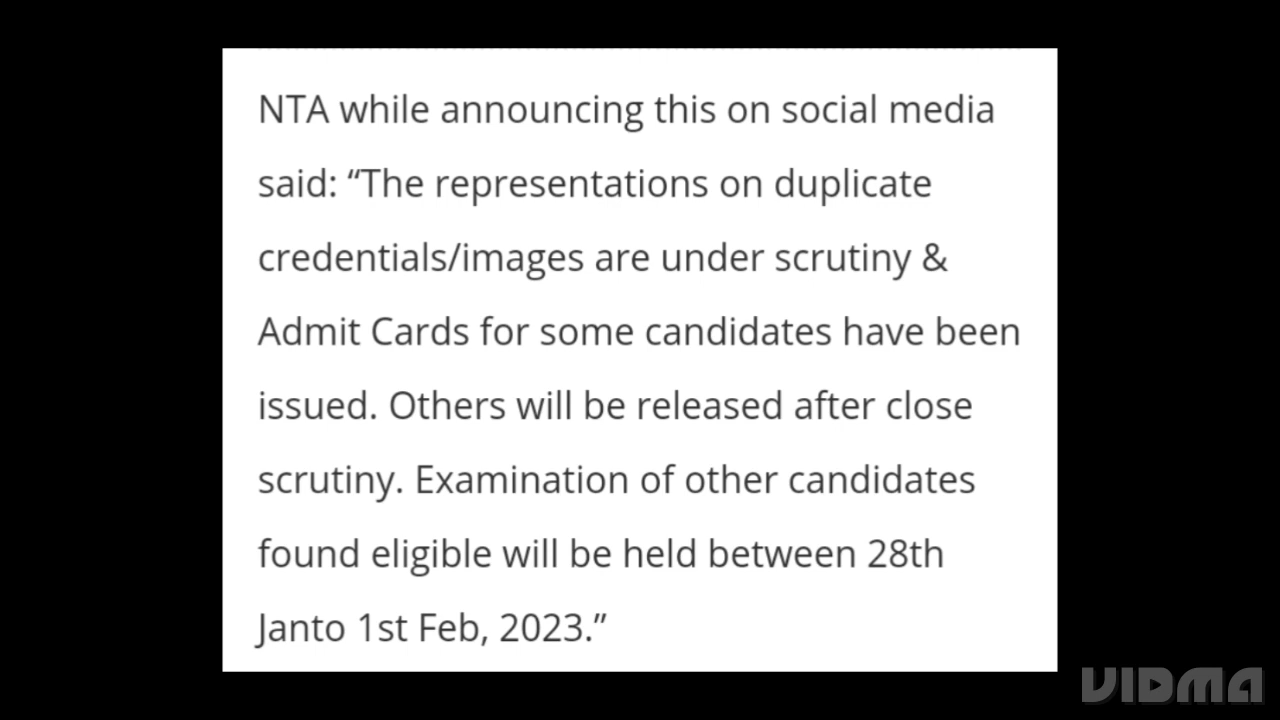 NTA while announcing this on social media
said: “The representations on duplicate
credentials/images are under scrutiny &
Admit Cards for some candidates have been
issued. Others will be released after close
scrutiny. Examination of other candidates
found eligible will be held between 28th
Janto 1st Feb, 2023.”
VIDMA